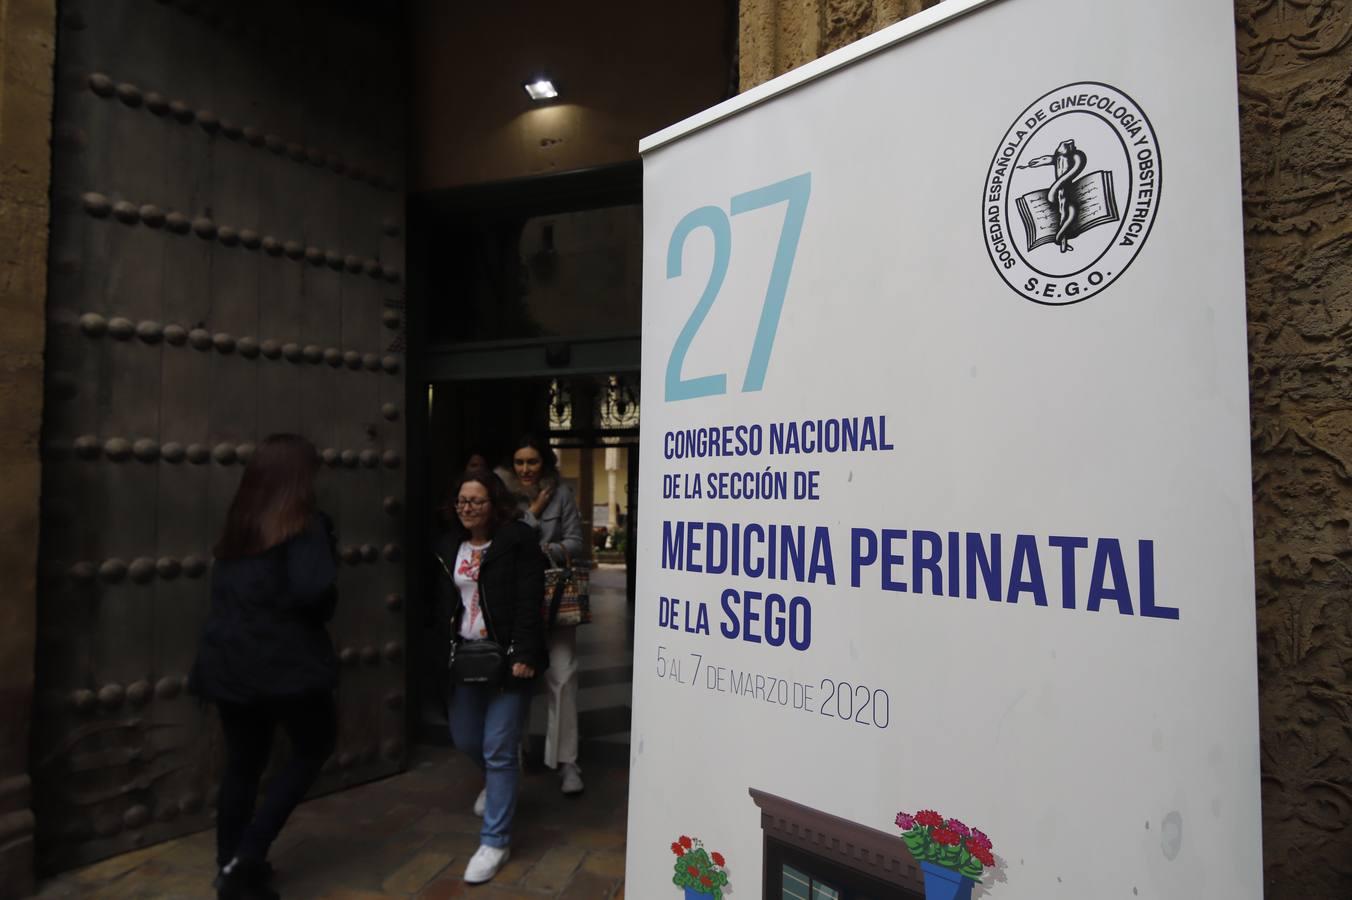 SOCIEDAD ESPAÑOLA DE GINECOLOGÍA Y OBSTETRICIA
S.E.G.O.
27
CONGRESO NACIONAL
DE LA SECCIÓN DE
MEDICINA PERINATAL
DE LA SEGO
5 AL 7 DE MARZO DE 2020